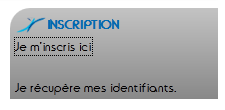 INSCRIPTION
Je m'inscris ici
Je récupère mes identifiants.